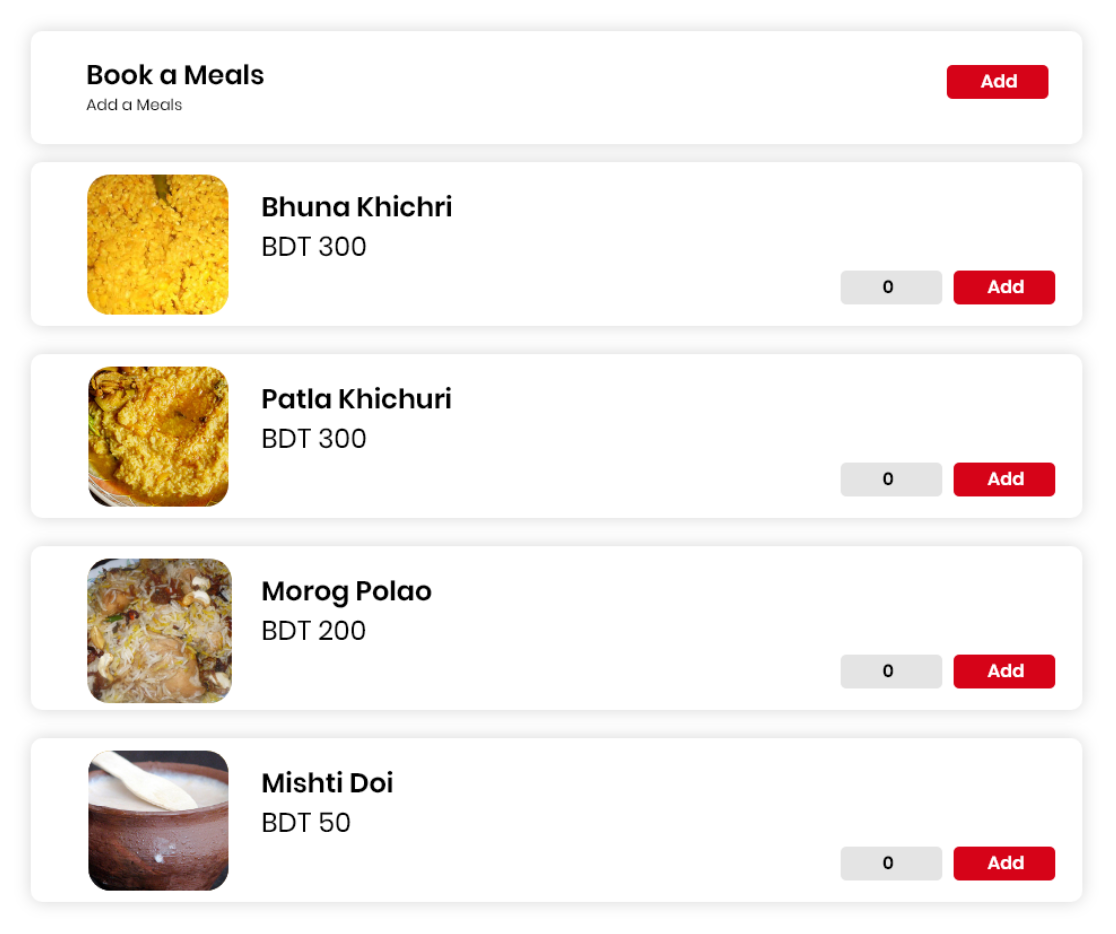 Book a Meals
Add
Add a Meals
Bhuna Khichri
BDT 300
0 Add
Patla Khichuri
BDT 300
0 Add
Morog Polao
BDT 200
0 Add
Mishti Doi
BDT 50
0 Add